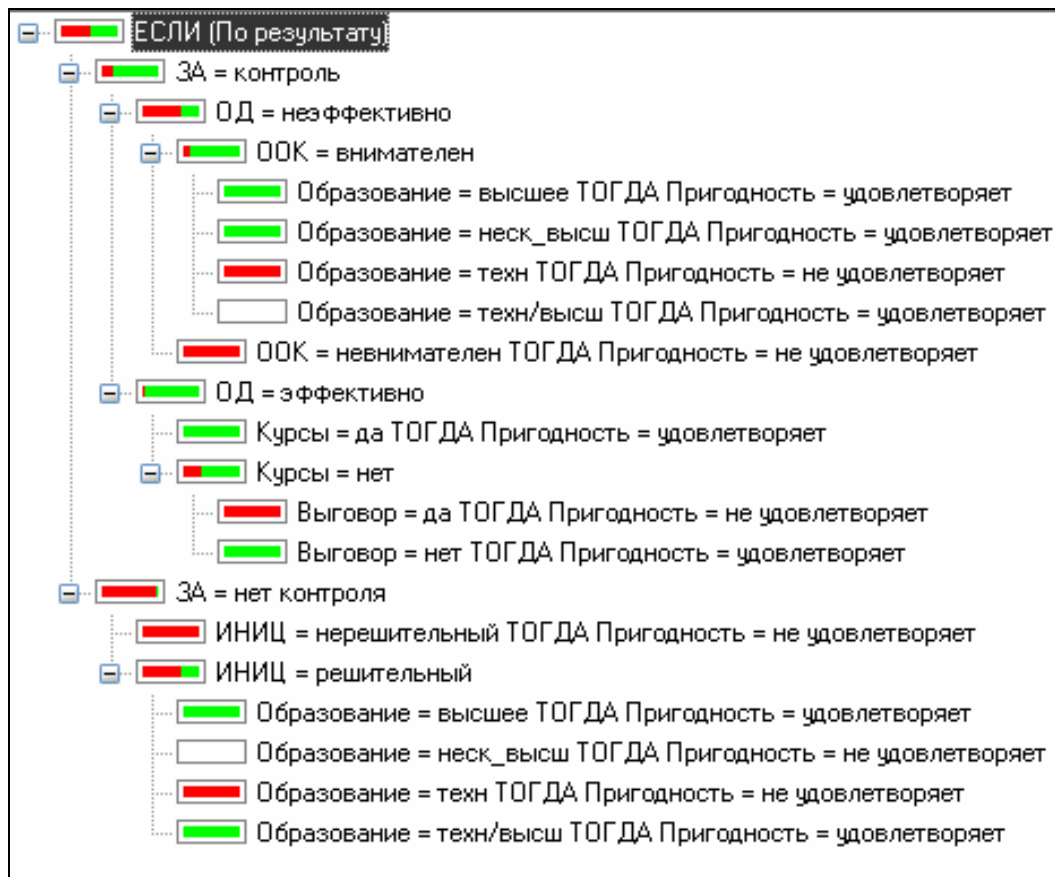 ЕСЛИ (По результату)
ЗА = контроль
ОД = неэффективно
ООК = внимателен
Образование = высшее ТОГДА Пригодность = удовлетворяет
Образование = неск_высш ТОГДА Пригодность = удовлетворяет
Образование = техн ТОГДА Пригодность = не удовлетворяет
Образование = техн/высш ТОГДА Пригодность = удовлетворяет
ООК = невнимателен ТОГДА Пригодность = не удовлетворяет
ОД = эффективно
Курсы = да ТОГДА Пригодность = удовлетворяет
Курсы = нет
Выговор = да ТОГДА Пригодность = не удовлетворяет
Выговор = нет ТОГДА Пригодность = удовлетворяет
ЗА = нет контроля
ИНИЦ = нерешительный ТОГДА Пригодность = не удовлетворяет
ИНИЦ = решительный
Образование = высшее ТОГДА Пригодность = удовлетворяет
Образование = неск_высш ТОГДА Пригодность = не удовлетворяет
Образование = техн ТОГДА Пригодность = не удовлетворяет
Образование = техн/высш ТОГДА Пригодность = удовлетворяет